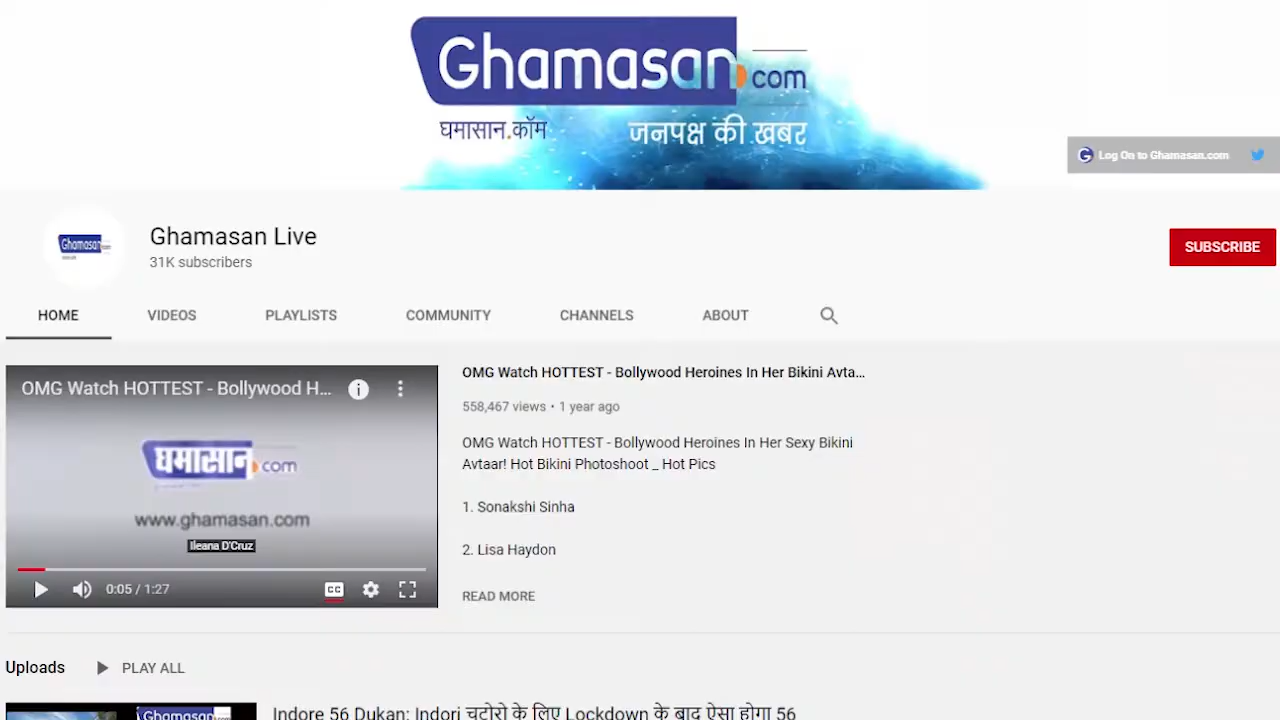 Ghamasan.com
घमासान.कॉम
जनपक्ष की खबर
G Log On to Ghamasan.com
Ghamasan
Ghamasan Live
31K subscribers
SUBSCRIBE
HOME VIDEOS PLAYLISTS COMMUNITY CHANNELS ABOUT
OMG Watch HOTTEST - Bollywood H...
घमासान.com
www.ghamasan.com
Ileana D'Cruz
0:05 / 1:27
CC
OMG Watch HOTTEST - Bollywood Heroines In Her Bikini Avta...
558,467 views • 1 year ago
OMG Watch HOTTEST - Bollywood Heroines In Her Sexy Bikini
Avtaar! Hot Bikini Photoshoot _ Hot Pics
1. Sonakshi Sinha
2. Lisa Haydon
READ MORE
Uploads PLAY ALL
Ghamasan.com
Indore 56 Dukan: Indori चटोरो के लिए Lockdown के बाद ऐसा होगा 56